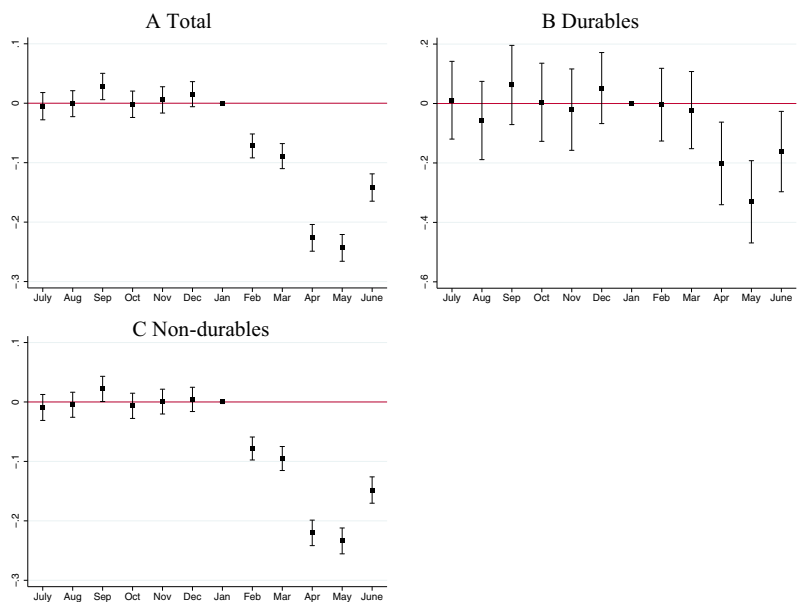 A Total
.1
0
-.1
-.2
-.3
July Aug Sep Oct Nov Dec Jan Feb Mar Apr May June
B Durables
.2
0
-.2
-.4
-.6
July Aug Sep Oct Nov Dec Jan Feb Mar Apr May June
C Non-durables
.1
0
-.1
-.2
-.3
July Aug Sep Oct Nov Dec Jan Feb Mar Apr May June